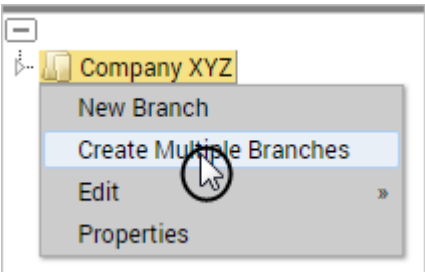 Company XYZ
New Branch
Create Multiple Branches
Edit »
Properties